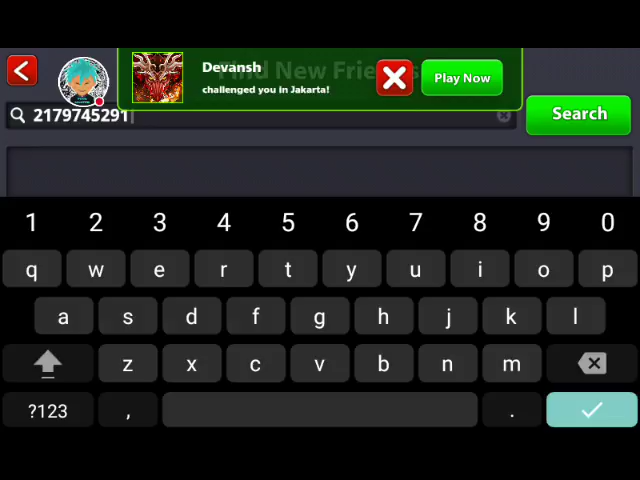 Devansh
Find New Frie
challenged you in Jakarta!
Play Now
2179745291
Search
1 2 3 4 5 6 7 8 9 0
q w e r t y u i o p
a s d f g h j k l
z x c v b n m
?123 , .